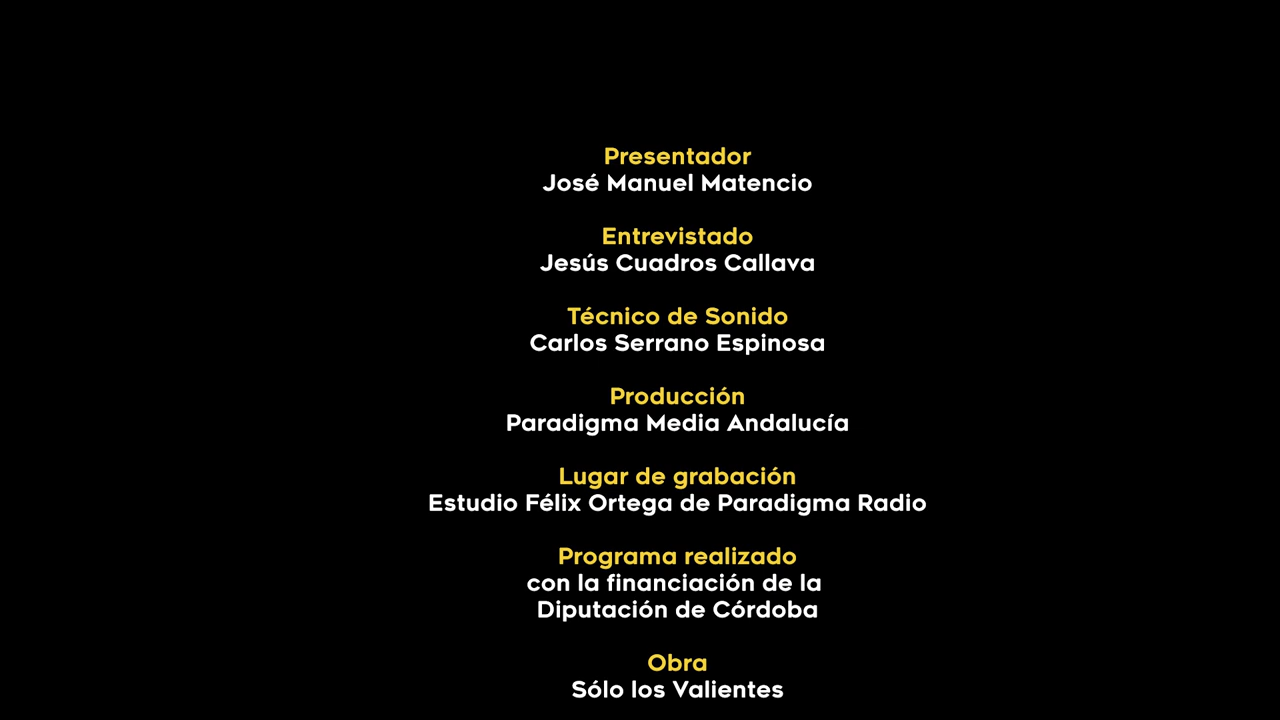 Presentador
José Manuel Matencio
Entrevistado
Jesús Cuadros Callava
Técnico de Sonido
Carlos Serrano Espinosa
Producción
Paradigma Media Andalucía
Lugar de grabación
Estudio Félix Ortega de Paradigma Radio
Programa realizado
con la financiación de la
Diputación de Córdoba
Obra
Sólo los Valientes